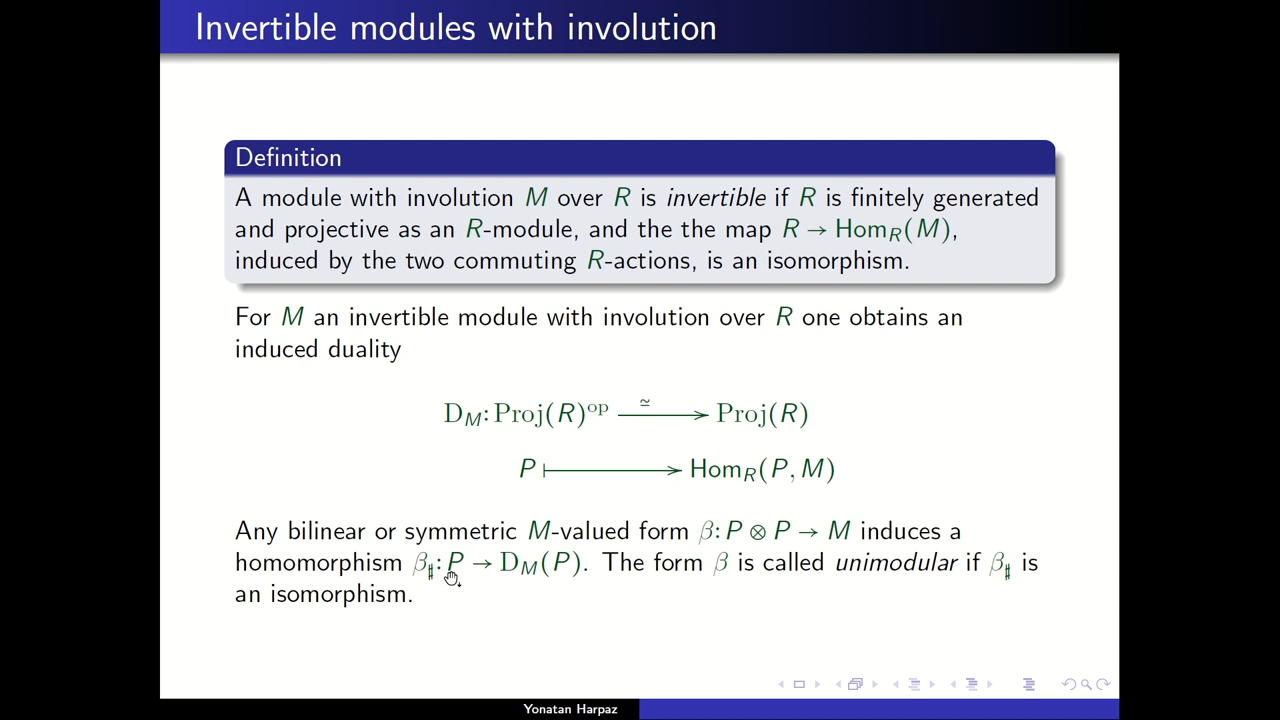 Invertible modules with involution
Definition
A module with involution M over R is invertible if R is finitely generated
and projective as an R-module, and the the map R → Hom_R(M),
induced by the two commuting R-actions, is an isomorphism.
For M an invertible module with involution over R one obtains an
induced duality
D_M: Proj(R)^op ≃→ Proj(R)
P ⟼ Hom_R(P, M)
Any bilinear or symmetric M-valued form β: P ⊗ P → M induces a
homomorphism β_♯: P → D_M(P). The form β is called unimodular if β_♯ is
an isomorphism.
Yonatan Harpaz